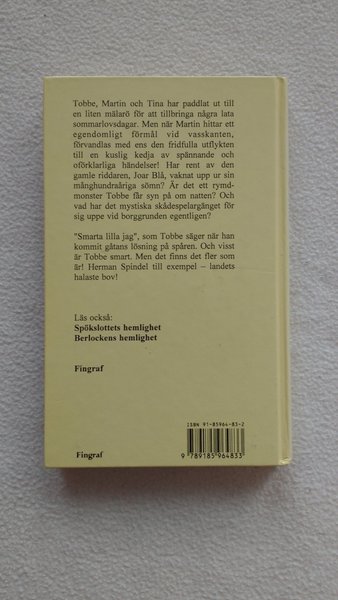 Tobbe, Martin och Tina har paddlat ut till
en liten mälarö för att tillbringa några lata
sommarlovsdagar. Men när Martin hittar ett
egendomligt förmål vid vasskanten,
förvandlas med ens den fridfulla utflykten
till en kuslig kedja av spännande och
oförklarliga händelser! Har rent av den
gamle riddaren, Joar Blå, vaknat upp ur sin
månghundraåriga sömn? Är det ett rymd-
monster Tobbe får syn på om natten? Och
vad har det mystiska skådespelargänget för
sig uppe vid borggrunden egentligen?
"Smarta lilla jag", som Tobbe säger när han
kommit gåtans lösning på spåren. Och visst
är Tobbe smart. Men det finns det fler som
är! Herman Spindel till exempel – landets
halaste bov!
Läs också:
Spökslottets hemlighet
Berlockens hemlighet
Fingraf
ISBN 91-85964-83-2
9 789185 964833
Fingraf